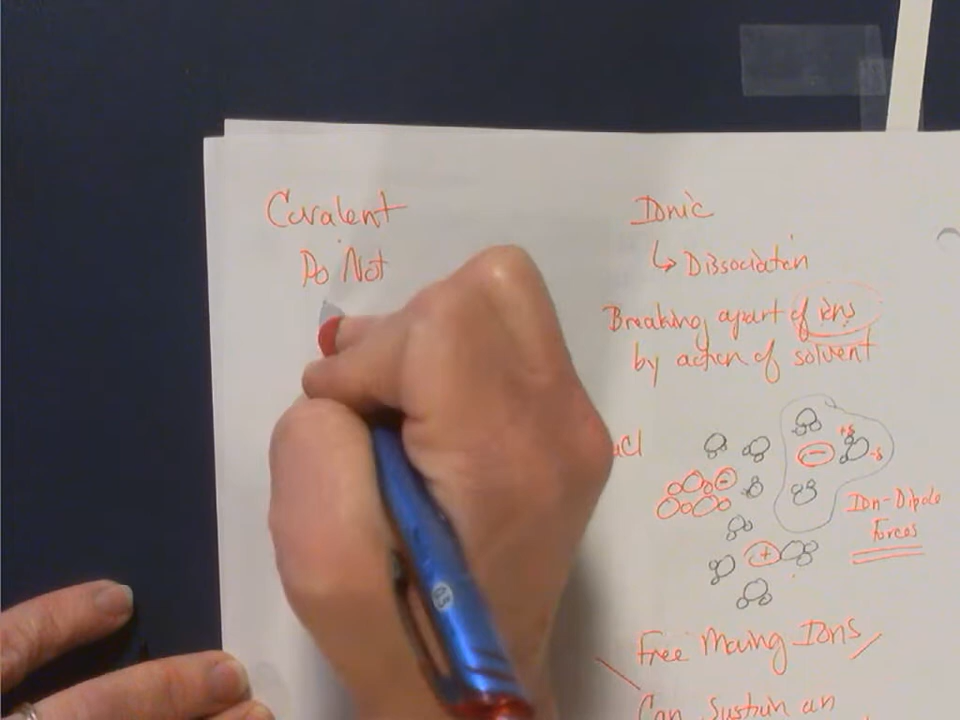 Covalent
Do Not
Ionic
↳ Dissociation
Breaking apart of ions
by action of solvent
+δ
−
-δ
−
Ion-Dipole
Forces
+
Free Moving Ions
Can Sustain an